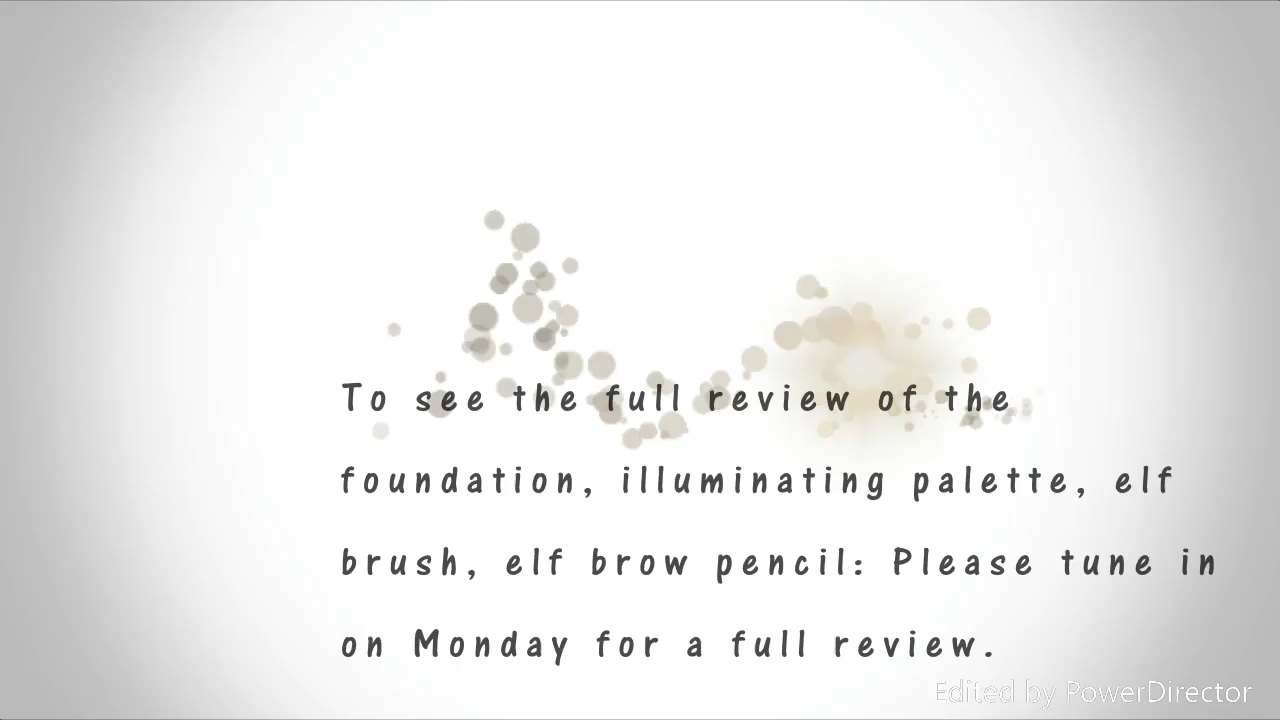 To see the full review of the
foundation, illuminating palette, elf
brush, elf brow pencil: Please tune in
on Monday for a full review.
Edited by PowerDirector